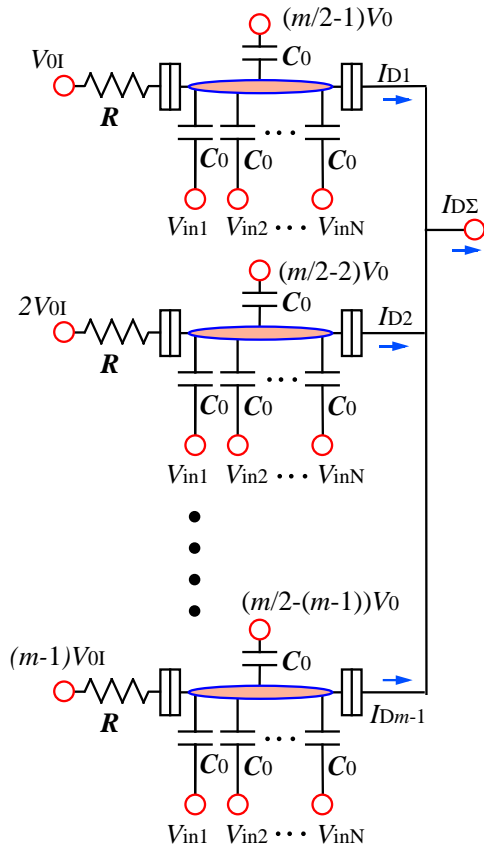 (m/2-1)V0
V0I
C0
ID1
R
C0 C0 ··· C0
IDΣ
Vin1 Vin2 ··· VinN
(m/2-2)V0
2V0I
C0
ID2
R
C0 C0 ··· C0
Vin1 Vin2 ··· VinN
(m/2-(m-1))V0
(m-1)V0I
C0
R
IDm-1
C0 C0 ··· C0
Vin1 Vin2 ··· VinN